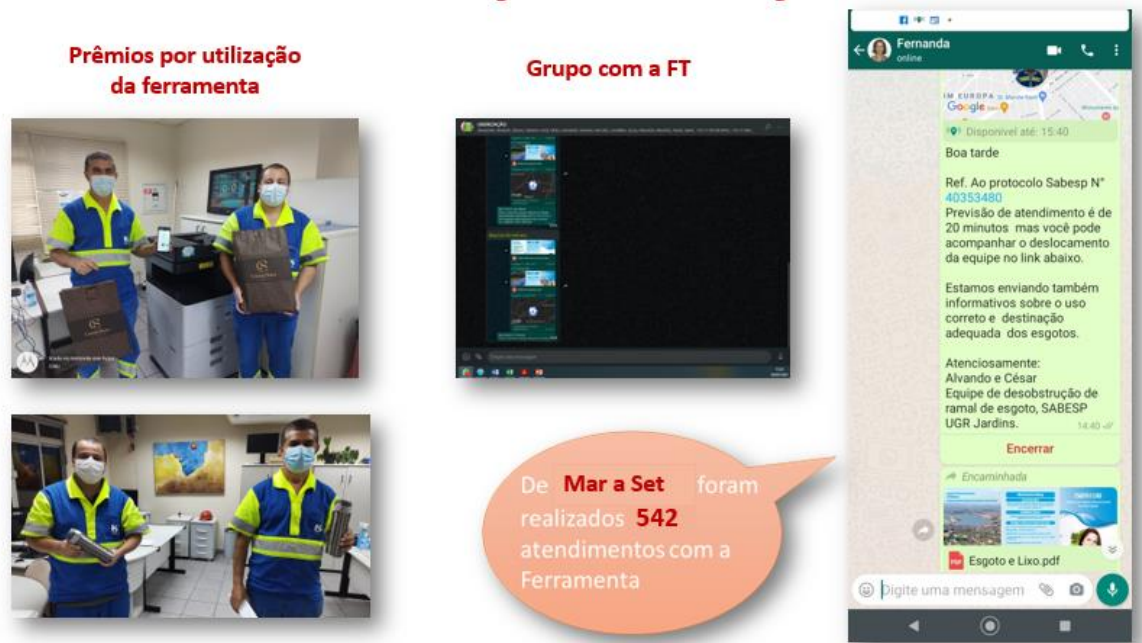 Prêmios por utilização
da ferramenta
Grupo com a FT
De Mar a Set foram
realizados 542
atendimentos com a
Ferramenta
Fernanda
online
IM EUROPA
Google
Disponível até: 15:40
Boa tarde
Ref. Ao protocolo Sabesp N°
40353480
Previsão de atendimento é de
20 minutos mas você pode
acompanhar o deslocamento
da equipe no link abaixo.
Estamos enviando também
informativos sobre o uso
correto e destinação
adequada dos esgotos.
Atenciosamente:
Alvando e César
Equipe de desobstrução de
ramal de esgoto, SABESP
UGR Jardins.
14:40
Encerrar
Encaminhada
PDF
Esgoto e Lixo.pdf
Digite uma mensagem